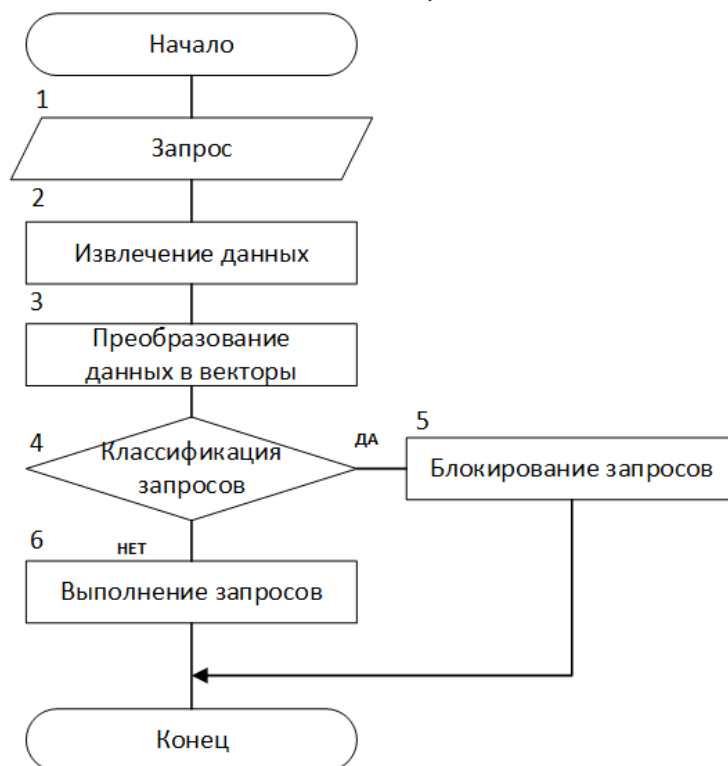 Начало
1
Запрос
2
Извлечение данных
3
Преобразование
данных в векторы
4
Классификация
запросов
ДА
5
Блокирование запросов
6
НЕТ
Выполнение запросов
Конец